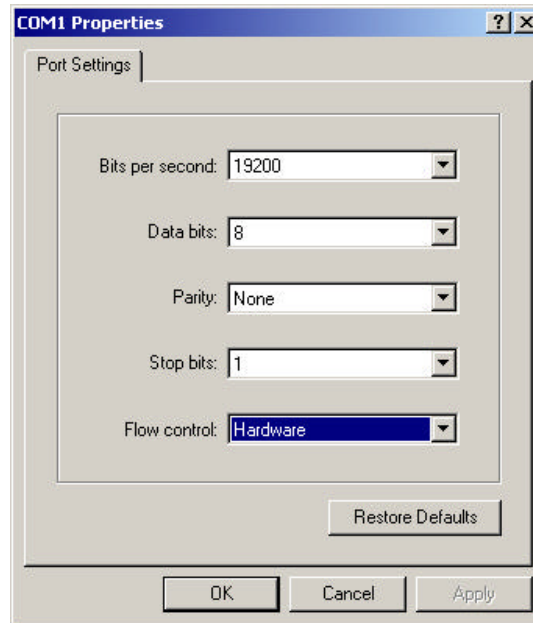 COM1 Properties
Port Settings
Bits per second: 19200
Data bits: 8
Parity: None
Stop bits: 1
Flow control: Hardware
Restore Defaults
OK Cancel Apply